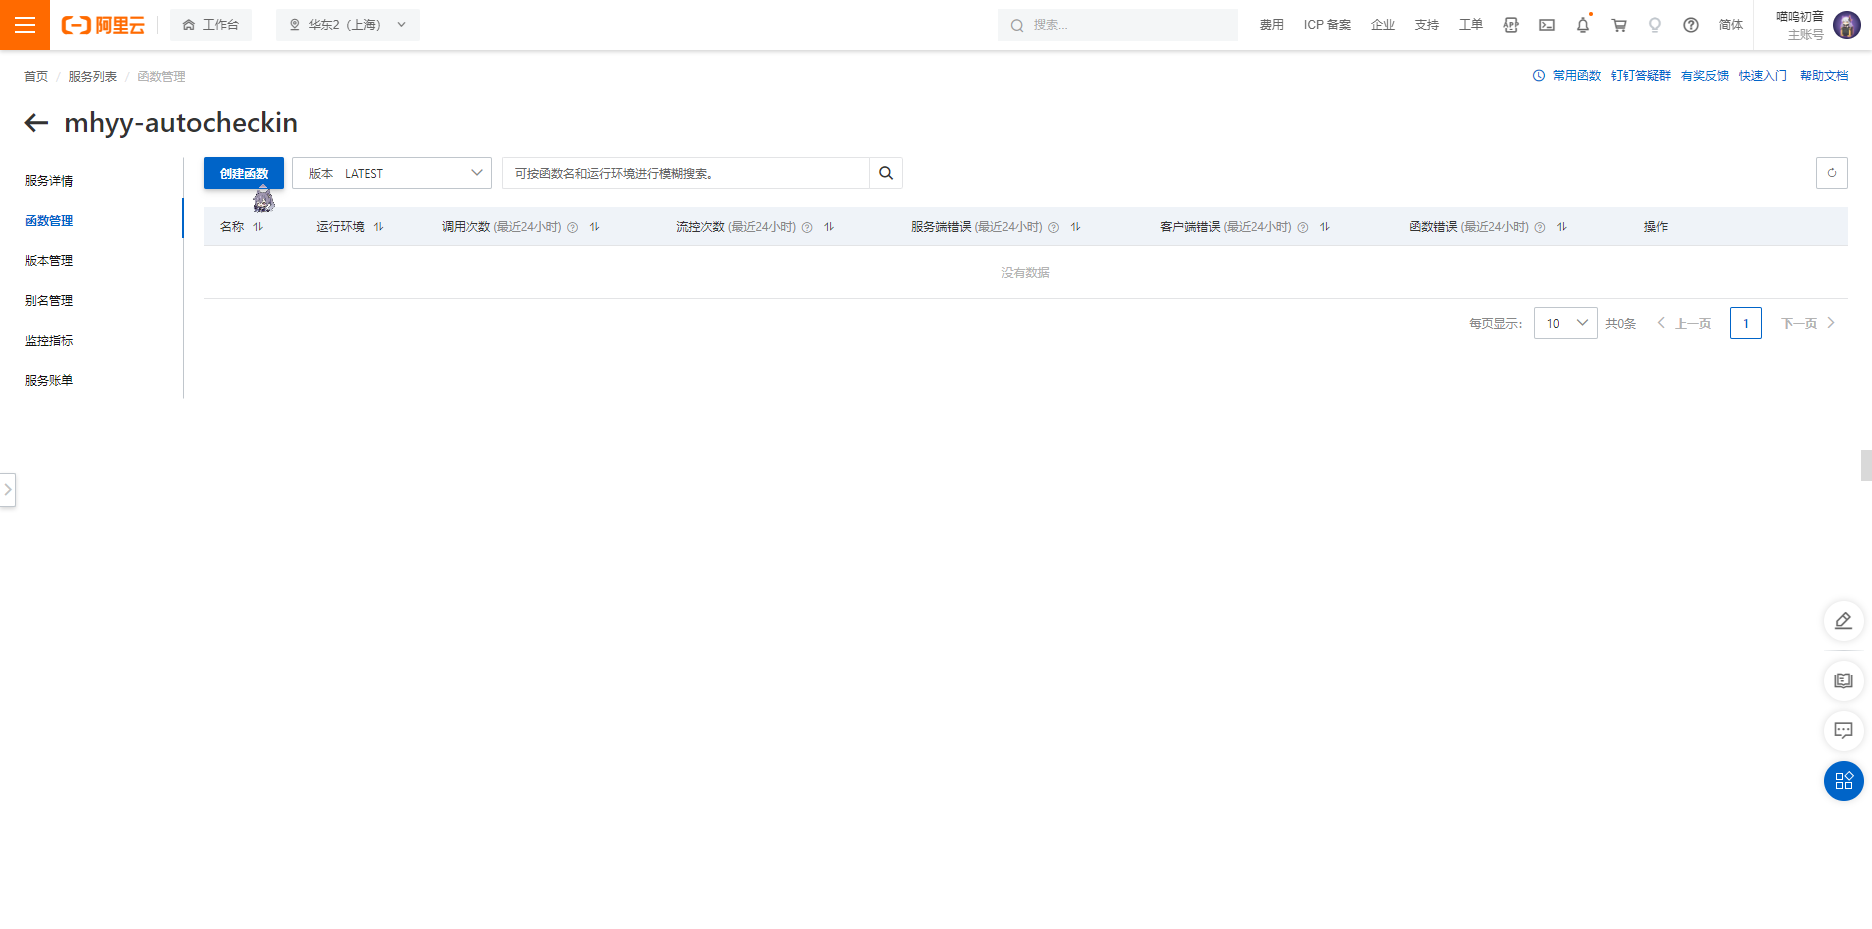 阿里云 工作台 华东2（上海） 搜索... 费用 ICP 备案 企业 支持 工单 简体 喵呜初音
主账号
首页 / 服务列表 / 函数管理 常用函数 钉钉答疑群 有奖反馈 快速入门 帮助文档
mhyy-autocheckin
服务详情
函数管理
版本管理
别名管理
监控指标
服务账单
创建函数 版本 LATEST 可按函数名和运行环境进行模糊搜索。
名称 运行环境 调用次数 (最近24小时) 流控次数 (最近24小时) 服务端错误 (最近24小时) 客户端错误 (最近24小时) 函数错误 (最近24小时) 操作
没有数据
每页显示： 10 共0条 上一页 1 下一页